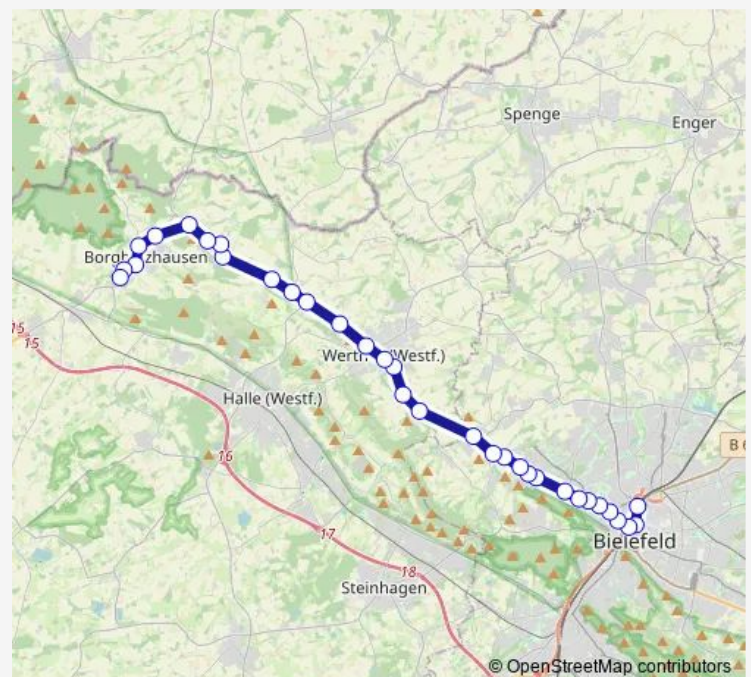 Spenge
Enger
Borgholzhausen
15
15
Werther (Westf.)
Halle (Westf.)
B 6
16
Bielefeld
17
18
Steinhagen
© OpenStreetMap contributors